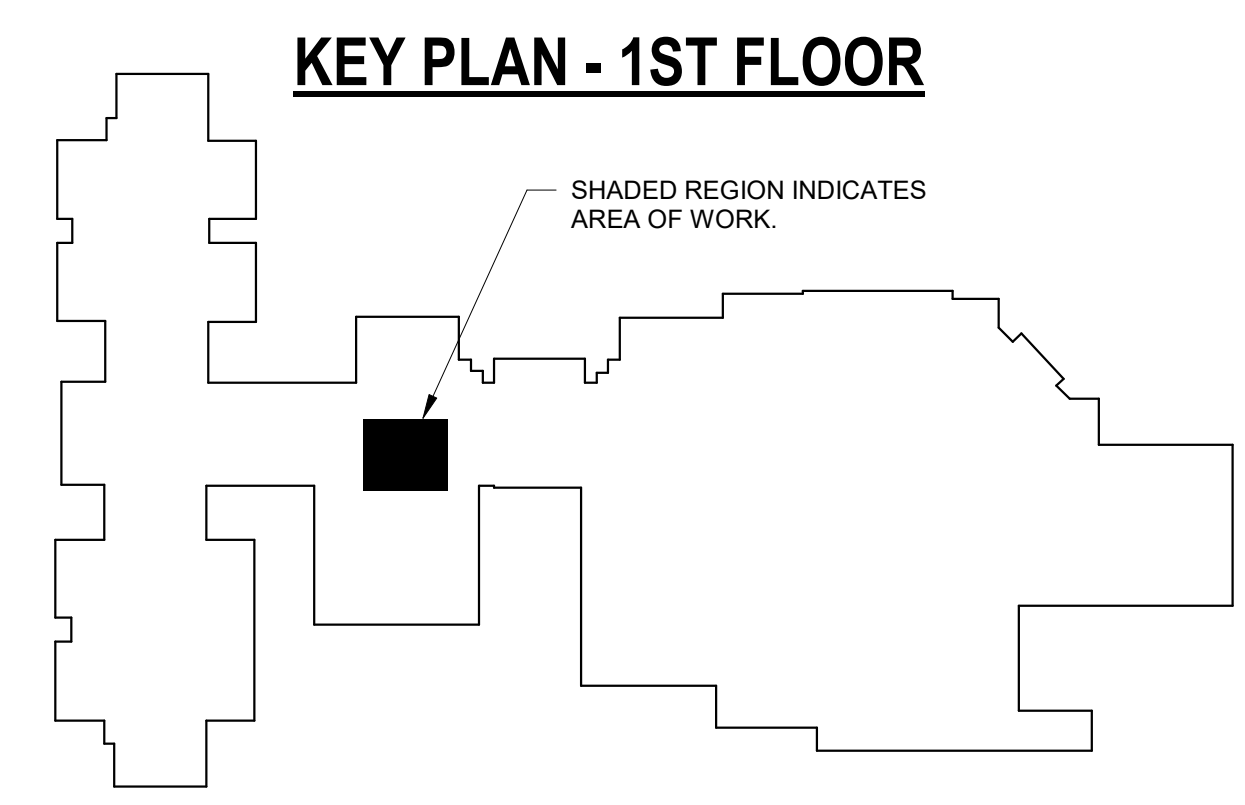 KEY PLAN - 1ST FLOOR
SHADED REGION INDICATES
AREA OF WORK.